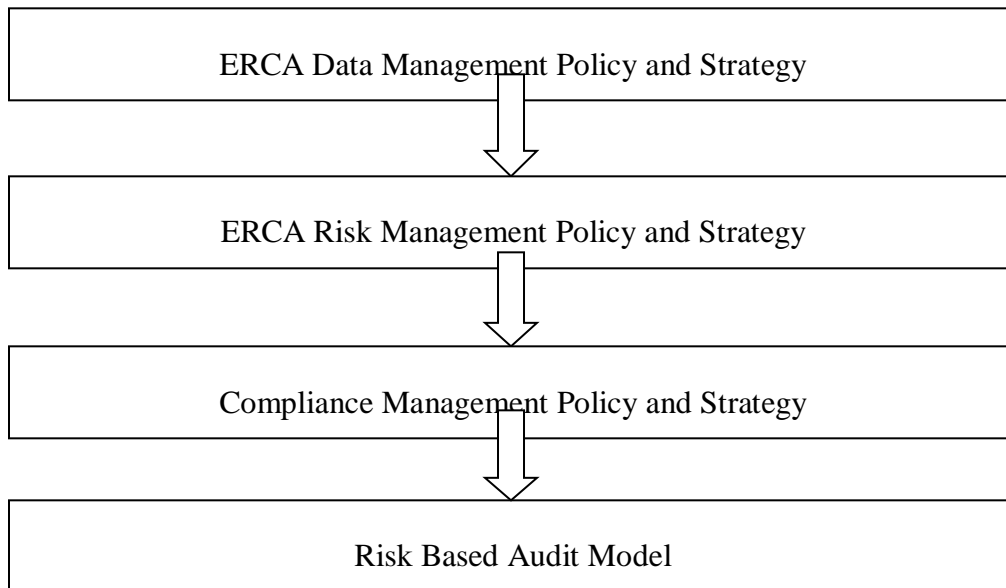 ERCA Data Management Policy and Strategy
ERCA Risk Management Policy and Strategy
Compliance Management Policy and Strategy
Risk Based Audit Model